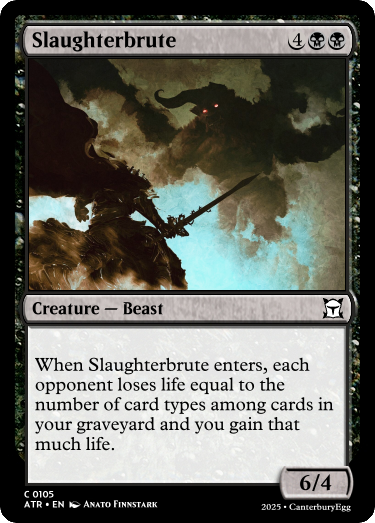 Slaughterbrute 4
Creature — Beast
When Slaughterbrute enters, each
opponent loses life equal to the
number of card types among cards in
your graveyard and you gain that
much life.
6/4
C 0105
ATR • EN Anato Finnstark
2025 • CanterburyEgg